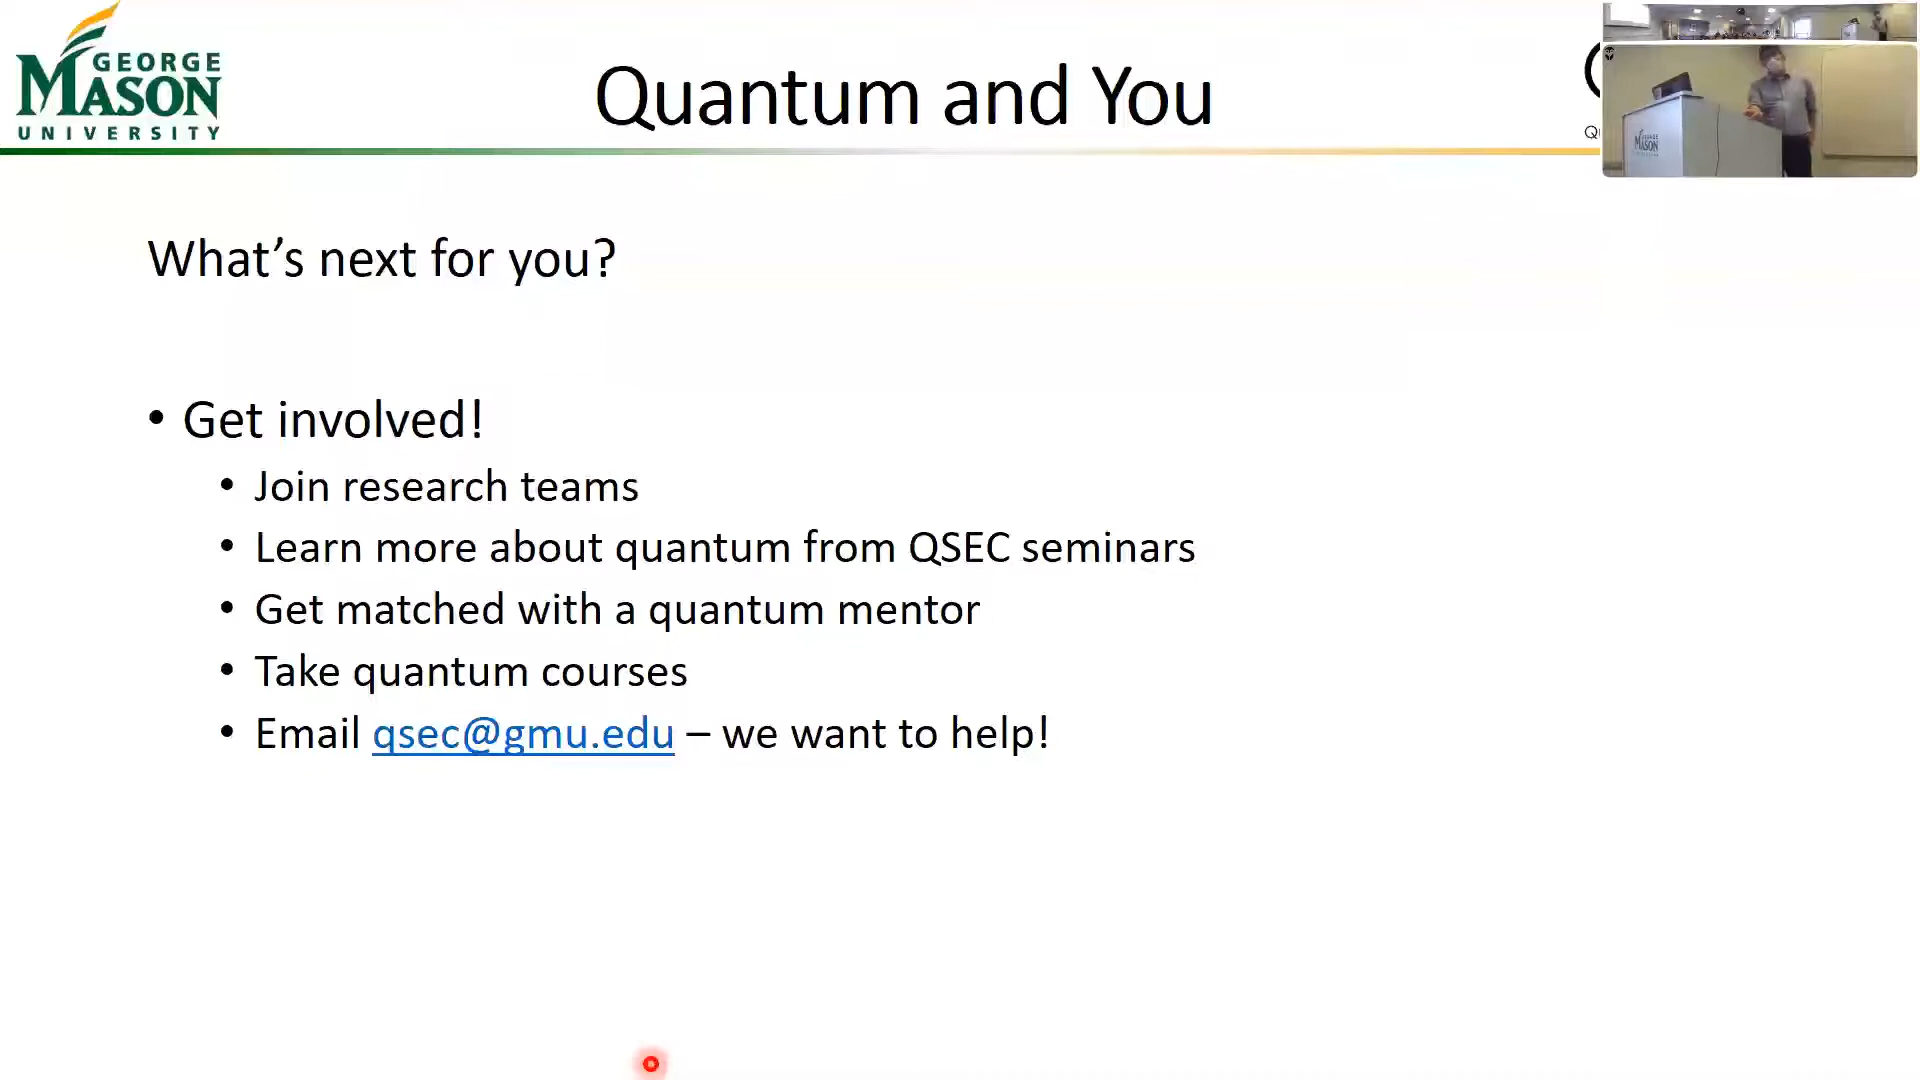 GEORGE
MASON
UNIVERSITY
Quantum and You
What's next for you?
• Get involved!
• Join research teams
• Learn more about quantum from QSEC seminars
• Get matched with a quantum mentor
• Take quantum courses
• Email qsec@gmu.edu – we want to help!
GEORGE
MASON